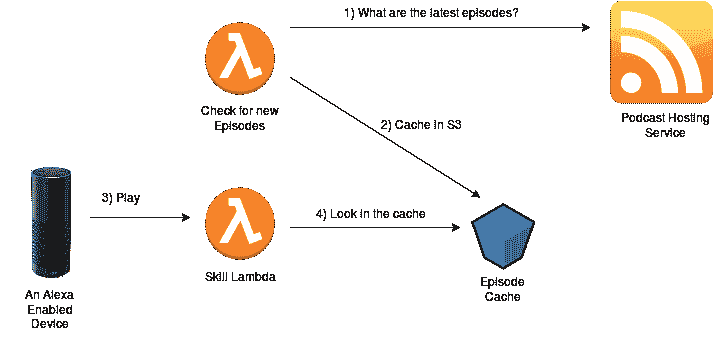 1) What are the latest episodes?
Check for new
Episodes
Podcast Hosting
Service
2) Cache in S3
3) Play
4) Look in the cache
Skill Lambda
An Alexa
Enabled
Device
Episode
Cache